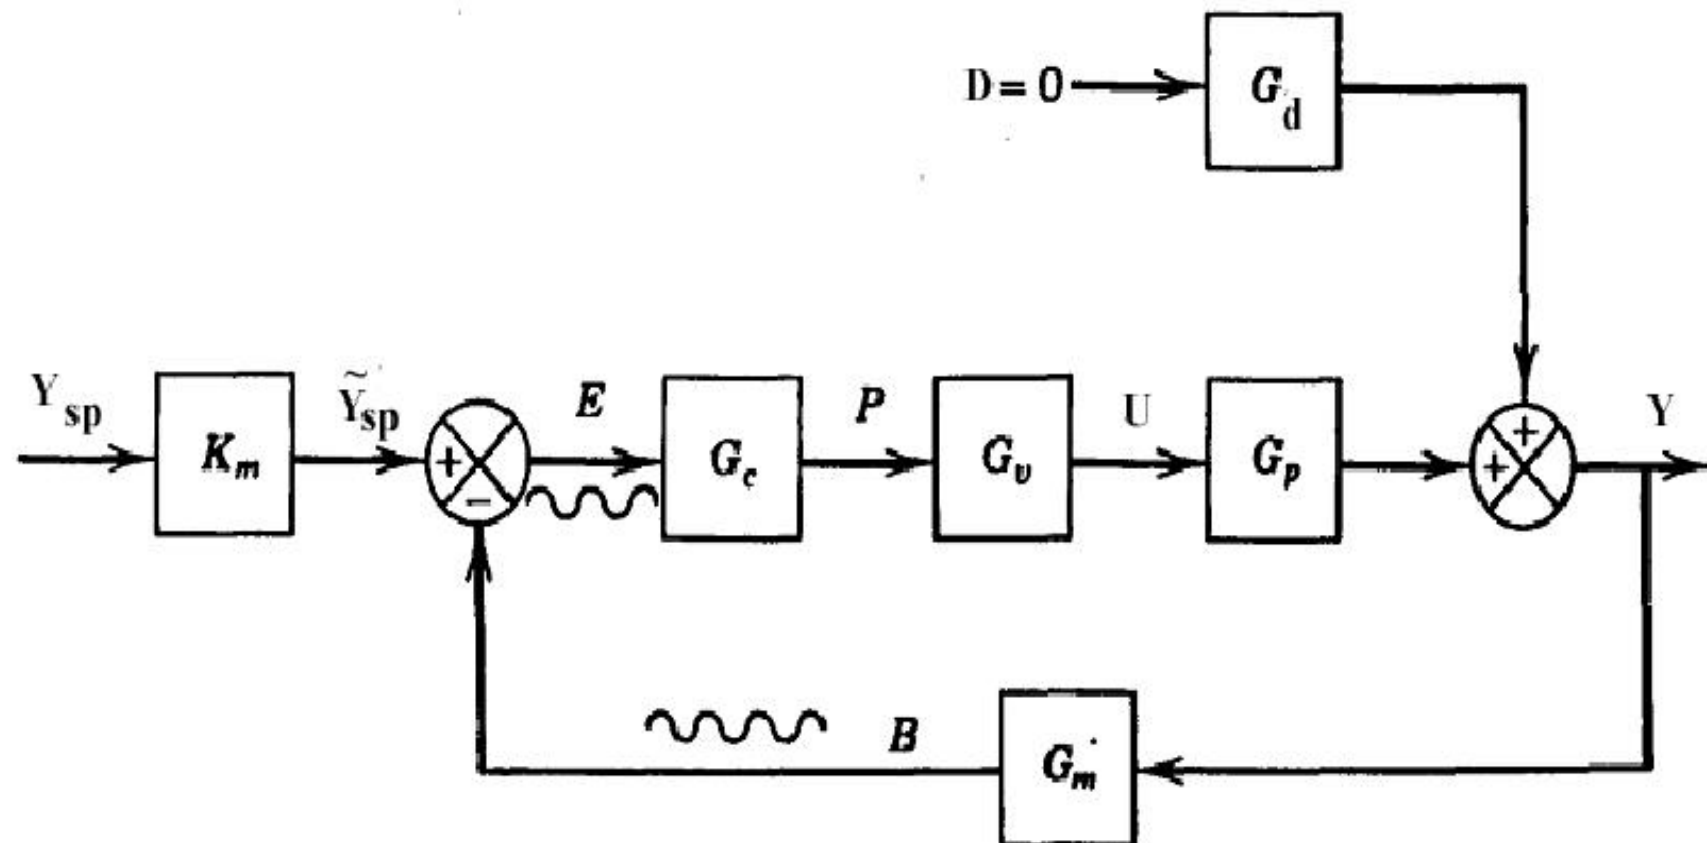 D = 0
G_d
Y_sp
K_m
Ỹ_sp
+
−
E
G_c
P
G_v
U
G_p
+
+
Y
B
G_m